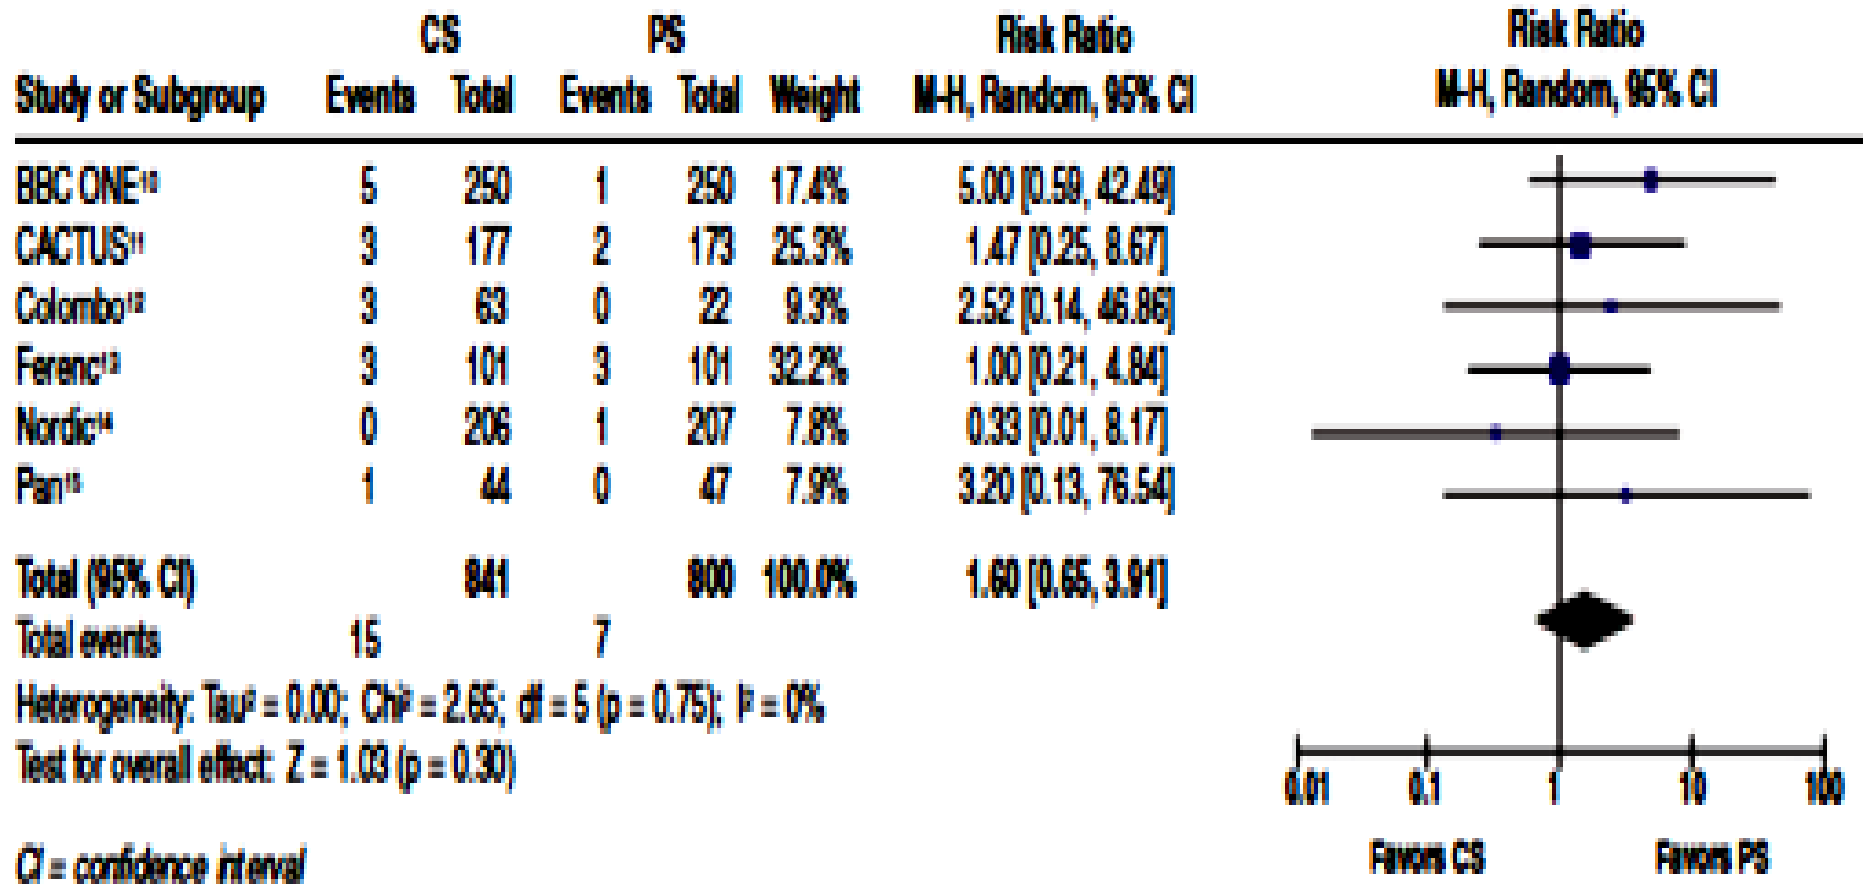 CS PS Risk Ratio Risk Ratio
Study or Subgroup Events Total Events Total Weight M-H, Random, 95% CI M-H, Random, 95% CI
BBC ONE¹⁰ 5 250 1 250 17.4% 5.00 [0.59, 42.49]
CACTUS¹¹ 3 177 2 173 25.3% 1.47 [0.25, 8.67]
Colombo¹² 3 63 0 22 9.3% 2.52 [0.14, 46.86]
Ferenc¹³ 3 101 3 101 32.2% 1.00 [0.21, 4.84]
Nordic¹⁴ 0 206 1 207 7.8% 0.33 [0.01, 8.17]
Pan¹⁵ 1 44 0 47 7.9% 3.20 [0.13, 76.54]
Total (95% CI) 841 800 100.0% 1.60 [0.65, 3.91]
Total events 15 7
Heterogeneity: Tau² = 0.00; Chi² = 2.65; df = 5 (p = 0.75); I² = 0%
Test for overall effect: Z = 1.03 (p = 0.30)
0.01 0.1 1 10 100
Favors CS Favors PS
CI = confidence interval